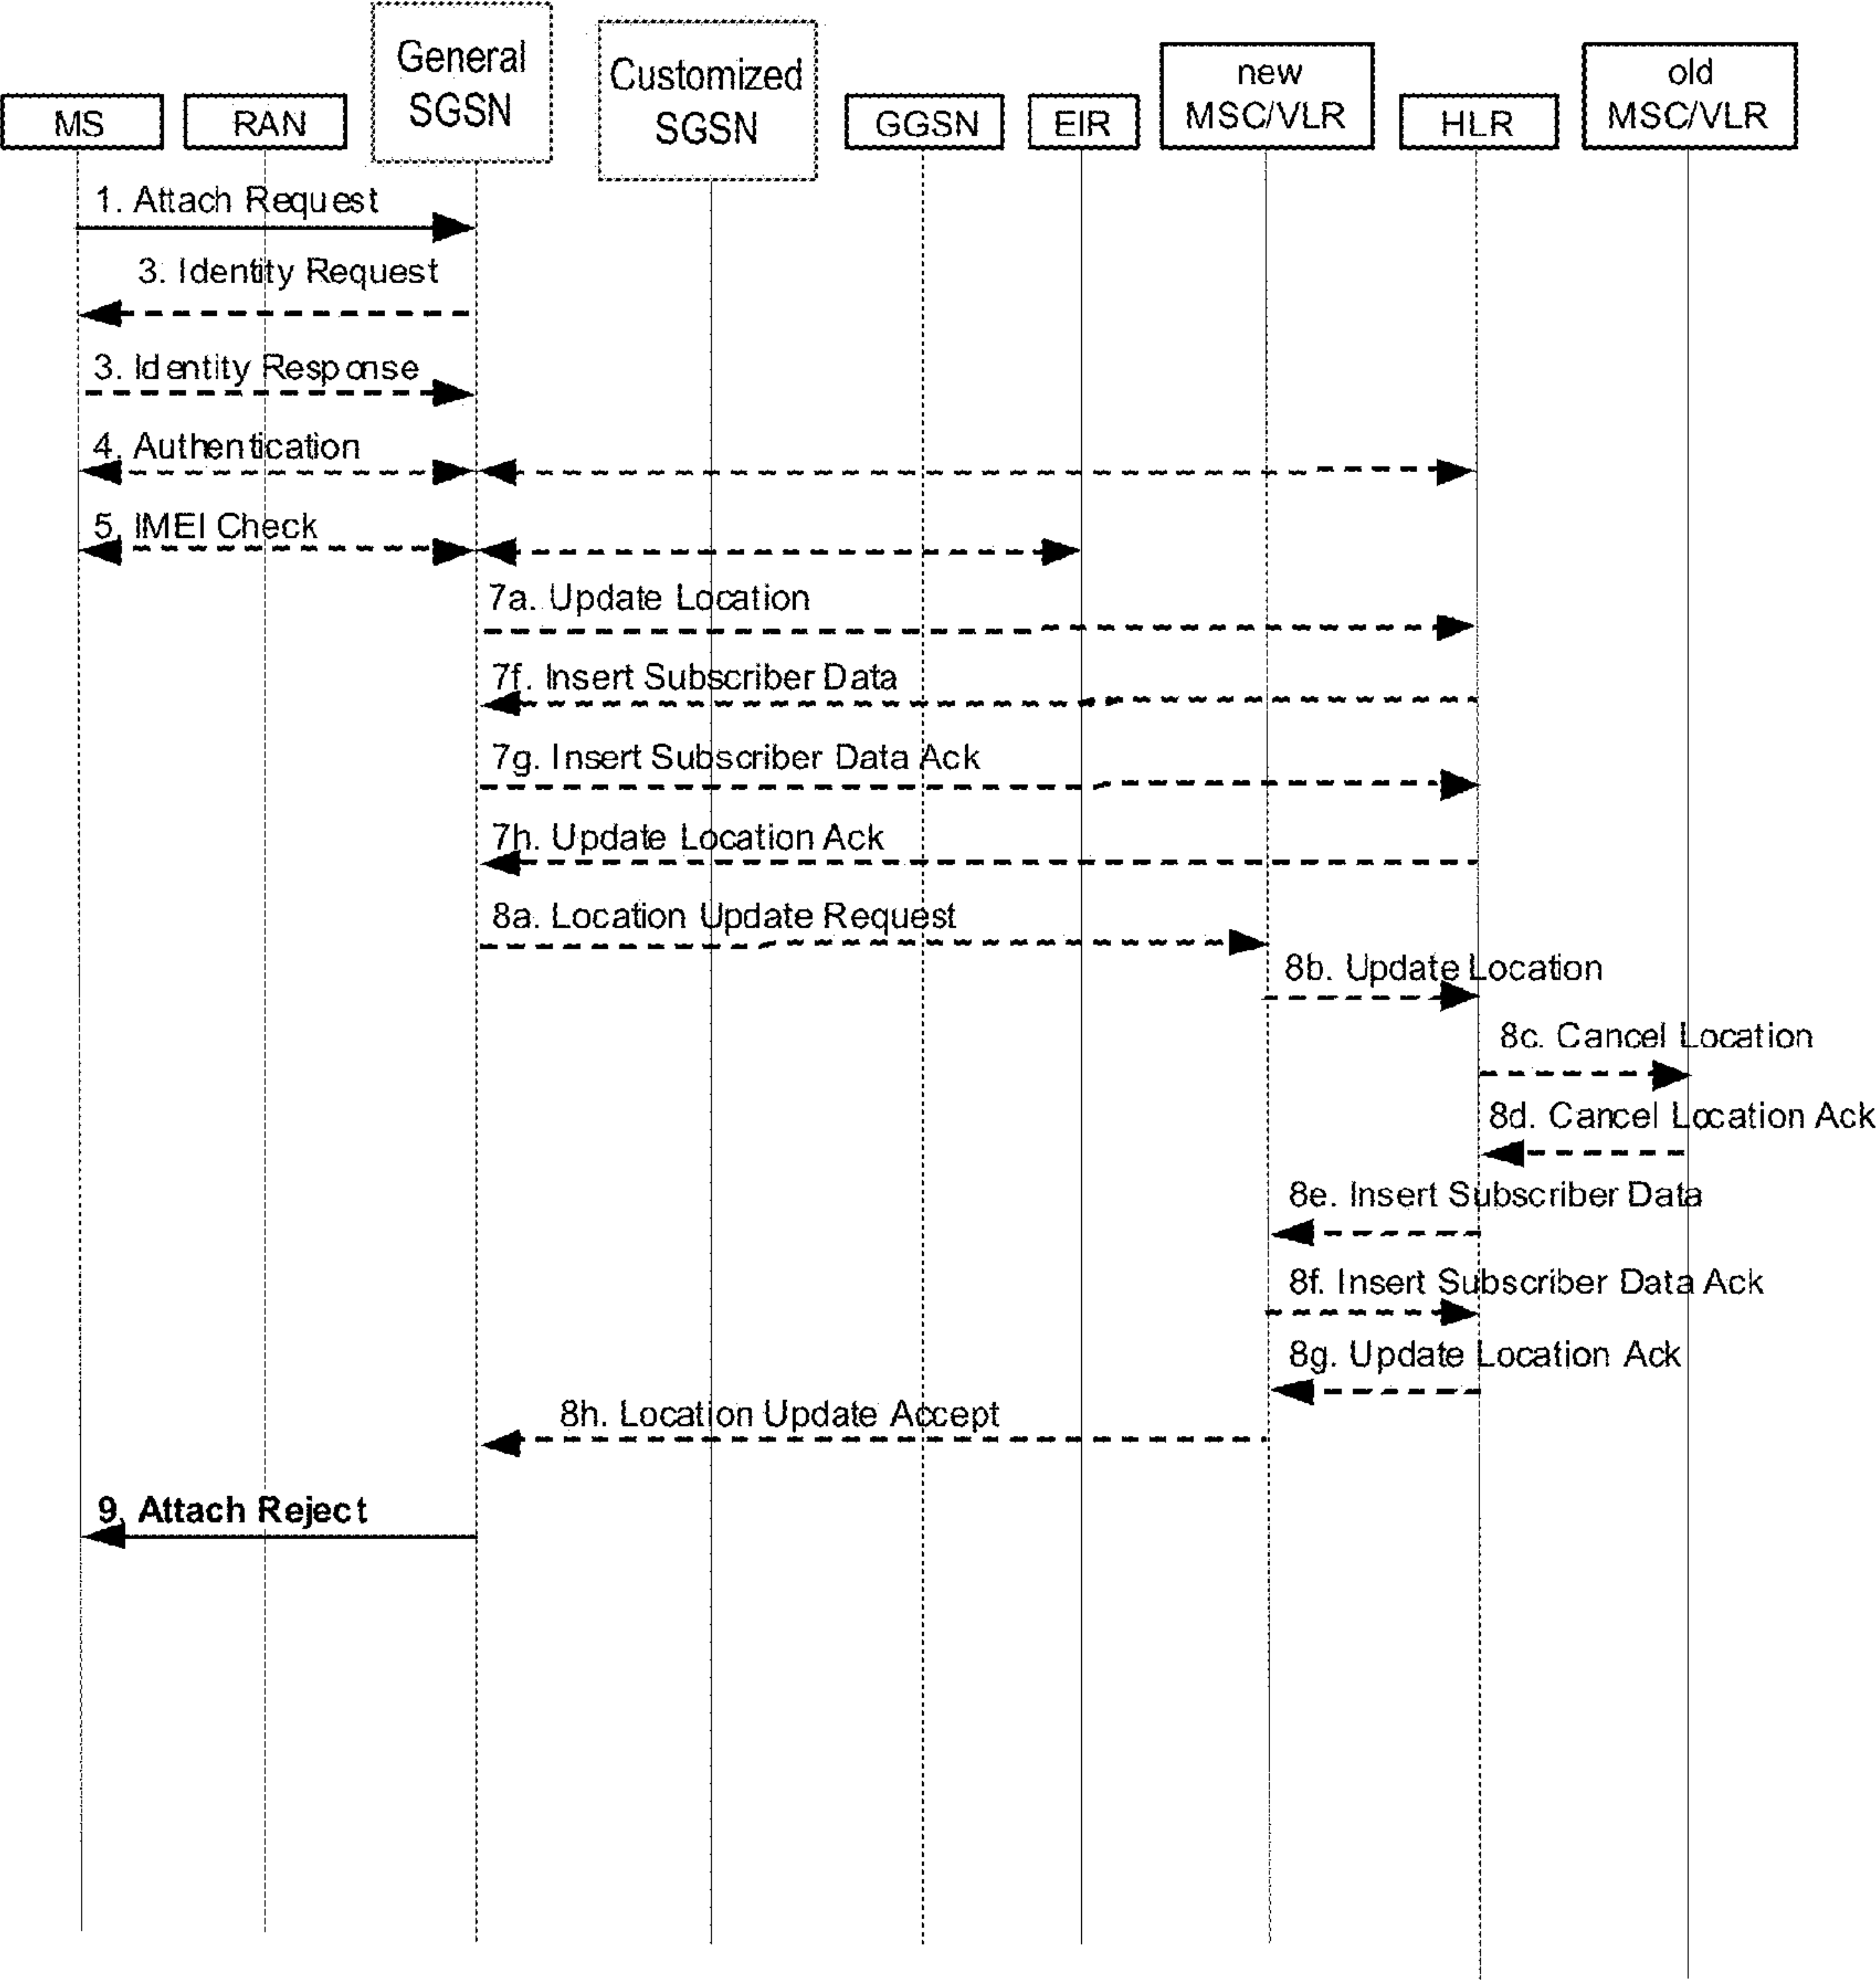 General
SGSN
Customized
SGSN
new
MSC/VLR
old
MSC/VLR
MS
RAN
GGSN
EIR
HLR
1. Attach Request
3. Identity Request
3. Identity Response
4. Authentication
5. IMEI Check
7a. Update Location
7f. Insert Subscriber Data
7g. Insert Subscriber Data Ack
7h. Update Location Ack
8a. Location Update Request
8b. Update Location
8c. Cancel Location
8d. Cancel Location Ack
8e. Insert Subscriber Data
8f. Insert Subscriber Data Ack
8g. Update Location Ack
8h. Location Update Accept
9. Attach Reject